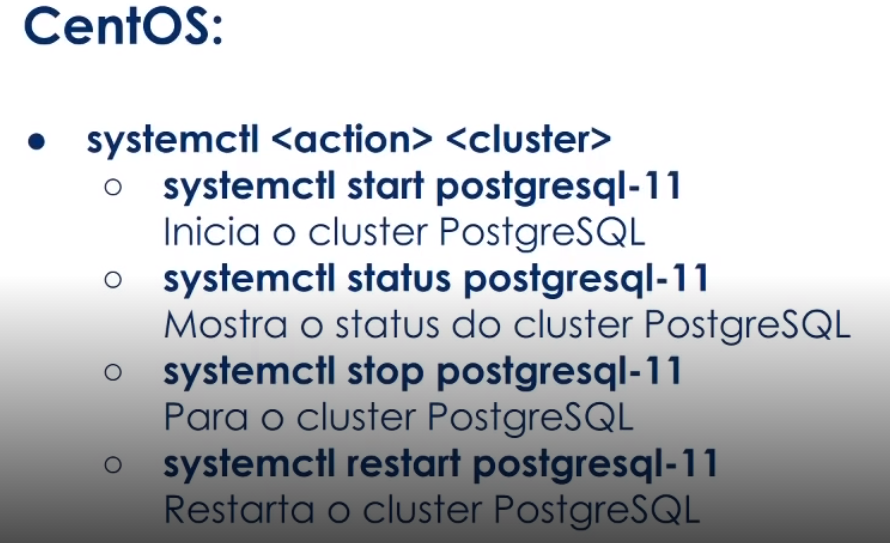 CentOS:
● systemctl <action> <cluster>
○ systemctl start postgresql-11
Inicia o cluster PostgreSQL
○ systemctl status postgresql-11
Mostra o status do cluster PostgreSQL
○ systemctl stop postgresql-11
Para o cluster PostgreSQL
○ systemctl restart postgresql-11
Restarta o cluster PostgreSQL